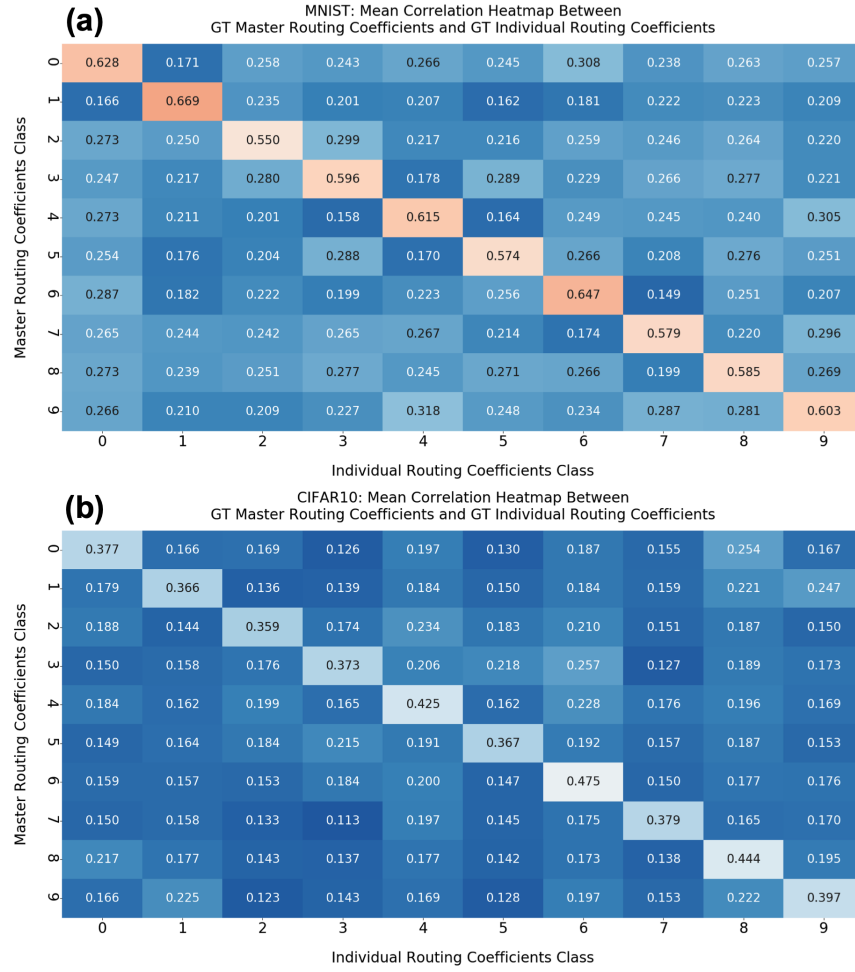 (a)
MNIST: Mean Correlation Heatmap Between
GT Master Routing Coefficients and GT Individual Routing Coefficients
Master Routing Coefficients Class
0 0.628 0.171 0.258 0.243 0.266 0.245 0.308 0.238 0.263 0.257
1 0.166 0.669 0.235 0.201 0.207 0.162 0.181 0.222 0.223 0.209
2 0.273 0.250 0.550 0.299 0.217 0.216 0.259 0.246 0.264 0.220
3 0.247 0.217 0.280 0.596 0.178 0.289 0.229 0.266 0.277 0.221
4 0.273 0.211 0.201 0.158 0.615 0.164 0.249 0.245 0.240 0.305
5 0.254 0.176 0.204 0.288 0.170 0.574 0.266 0.208 0.276 0.251
6 0.287 0.182 0.222 0.199 0.223 0.256 0.647 0.149 0.251 0.207
7 0.265 0.244 0.242 0.265 0.267 0.214 0.174 0.579 0.220 0.296
8 0.273 0.239 0.251 0.277 0.245 0.271 0.266 0.199 0.585 0.269
9 0.266 0.210 0.209 0.227 0.318 0.248 0.234 0.287 0.281 0.603
0 1 2 3 4 5 6 7 8 9
Individual Routing Coefficients Class
(b)
CIFAR10: Mean Correlation Heatmap Between
GT Master Routing Coefficients and GT Individual Routing Coefficients
Master Routing Coefficients Class
0 0.377 0.166 0.169 0.126 0.197 0.130 0.187 0.155 0.254 0.167
1 0.179 0.366 0.136 0.139 0.184 0.150 0.184 0.159 0.221 0.247
2 0.188 0.144 0.359 0.174 0.234 0.183 0.210 0.151 0.187 0.150
3 0.150 0.158 0.176 0.373 0.206 0.218 0.257 0.127 0.189 0.173
4 0.184 0.162 0.199 0.165 0.425 0.162 0.228 0.176 0.196 0.169
5 0.149 0.164 0.184 0.215 0.191 0.367 0.192 0.157 0.187 0.153
6 0.159 0.157 0.153 0.184 0.200 0.147 0.475 0.150 0.177 0.176
7 0.150 0.158 0.133 0.113 0.197 0.145 0.175 0.379 0.165 0.170
8 0.217 0.177 0.143 0.137 0.177 0.142 0.173 0.138 0.444 0.195
9 0.166 0.225 0.123 0.143 0.169 0.128 0.197 0.153 0.222 0.397
0 1 2 3 4 5 6 7 8 9
Individual Routing Coefficients Class